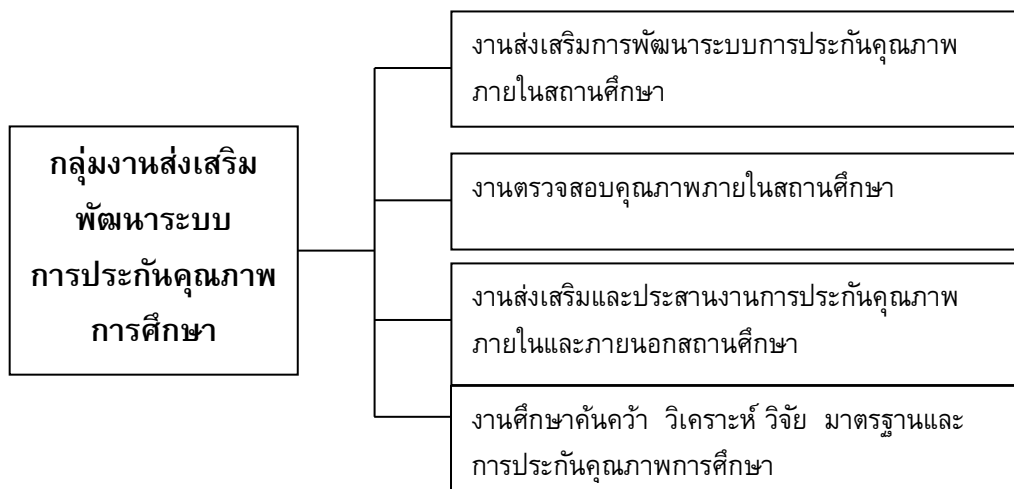 กลุ่มงานส่งเสริม
พัฒนาระบบ
การประกันคุณภาพ
การศึกษา
งานส่งเสริมการพัฒนาระบบการประกันคุณภาพ
ภายในสถานศึกษา
งานตรวจสอบคุณภาพภายในสถานศึกษา
งานส่งเสริมและประสานงานการประกันคุณภาพ
ภายในและภายนอกสถานศึกษา
งานศึกษาค้นคว้า วิเคราะห์ วิจัย มาตรฐานและ
การประกันคุณภาพการศึกษา